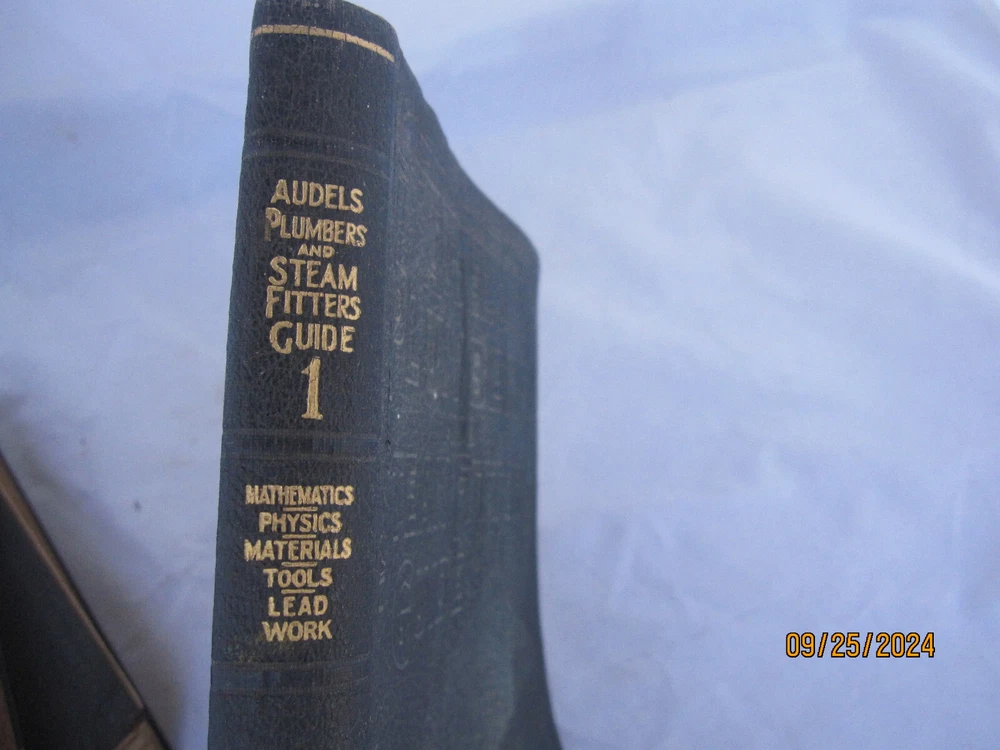 AUDELS
PLUMBERS
AND
STEAM
FITTERS
GUIDE
1
MATHEMATICS
PHYSICS
MATERIALS
TOOLS
LEAD
WORK
09/25/2024